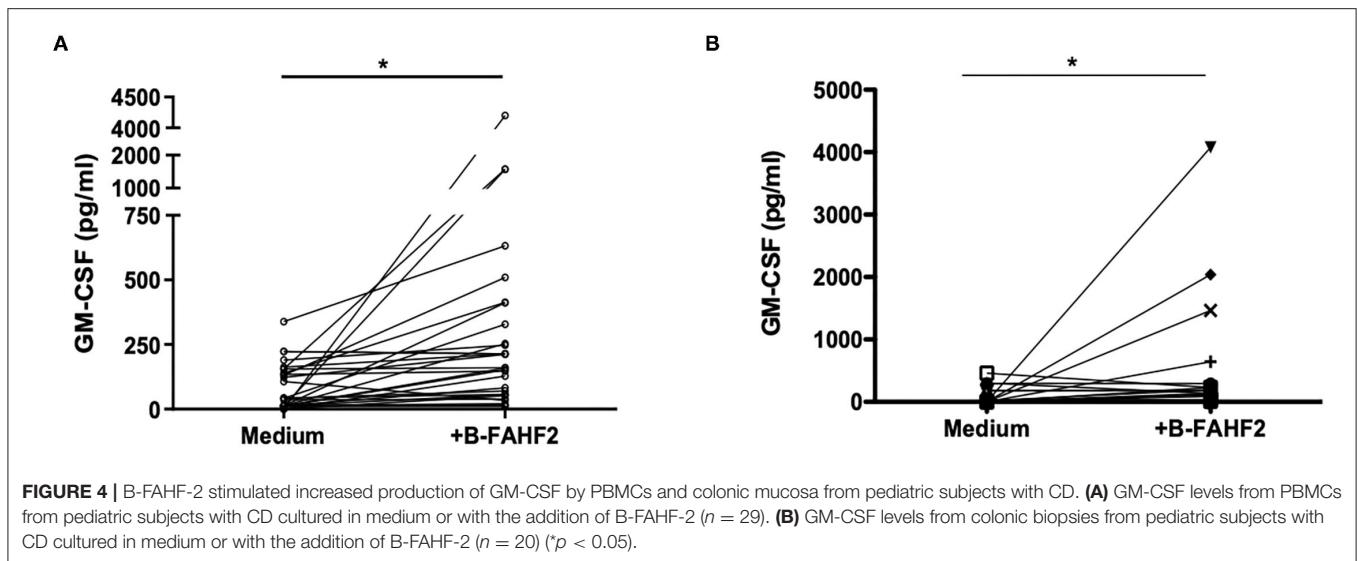 A
*
4500
4000
2000
1000
750
500
250
0
GM-CSF (pg/ml)
Medium
+B-FAHF2
B
*
5000
4000
3000
2000
1000
0
GM-CSF (pg/ml)
Medium
+B-FAHF2
FIGURE 4 | B-FAHF-2 stimulated increased production of GM-CSF by PBMCs and colonic mucosa from pediatric subjects with CD. (A) GM-CSF levels from PBMCs
from pediatric subjects with CD cultured in medium or with the addition of B-FAHF-2 (n = 29). (B) GM-CSF levels from colonic biopsies from pediatric subjects with
CD cultured in medium or with the addition of B-FAHF-2 (n = 20) (*p < 0.05).